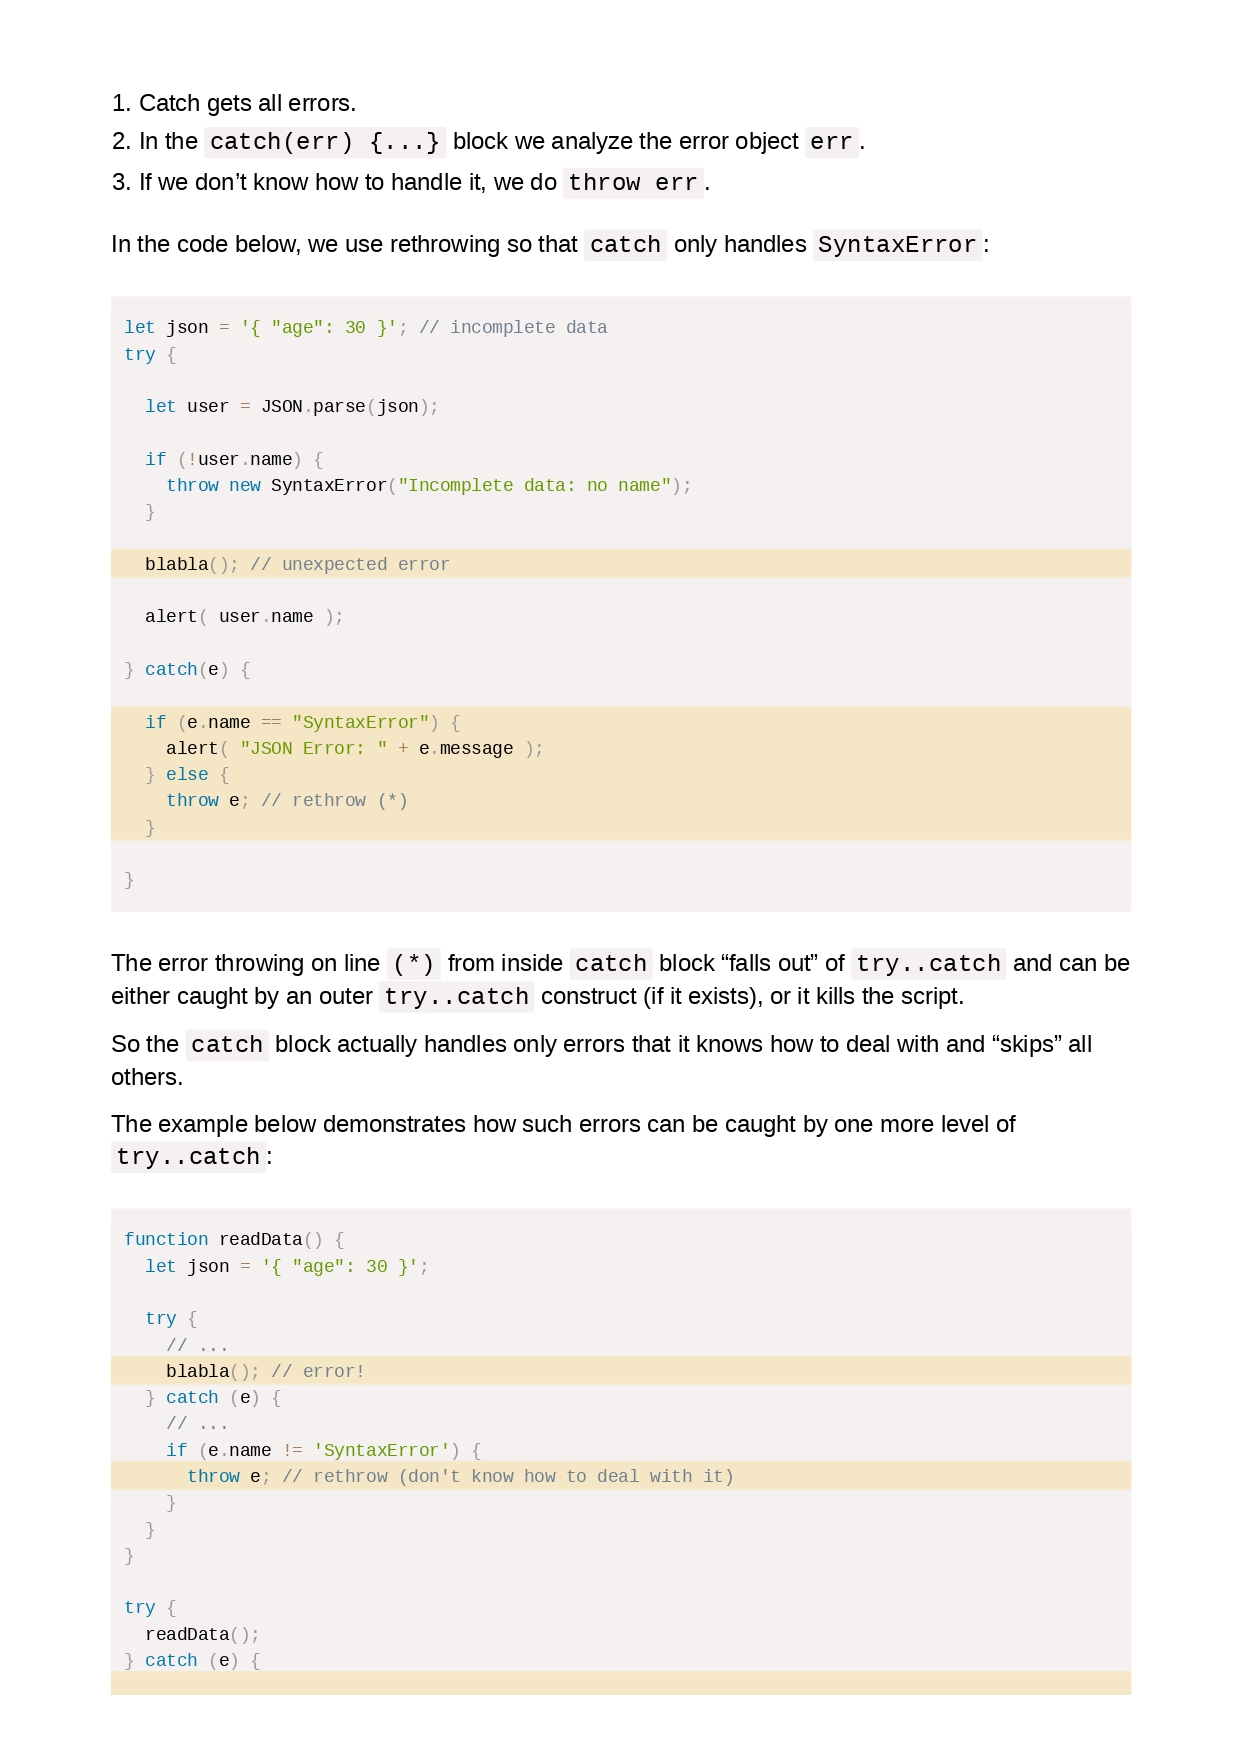 1. Catch gets all errors.
2. In the catch(err) {...} block we analyze the error object err.
3. If we don’t know how to handle it, we do throw err.
In the code below, we use rethrowing so that catch only handles SyntaxError:
let json = '{ "age": 30 }'; // incomplete data
try {
let user = JSON.parse(json);
if (!user.name) {
throw new SyntaxError("Incomplete data: no name");
}
blabla(); // unexpected error
alert( user.name );
} catch(e) {
if (e.name == "SyntaxError") {
alert( "JSON Error: " + e.message );
} else {
throw e; // rethrow (*)
}
}
The error throwing on line (*) from inside catch block “falls out” of try..catch and can be
either caught by an outer try..catch construct (if it exists), or it kills the script.
So the catch block actually handles only errors that it knows how to deal with and “skips” all
others.
The example below demonstrates how such errors can be caught by one more level of
try..catch:
function readData() {
let json = '{ "age": 30 }';
try {
// ...
blabla(); // error!
} catch (e) {
// ...
if (e.name != 'SyntaxError') {
throw e; // rethrow (don't know how to deal with it)
}
}
}
try {
readData();
} catch (e) {